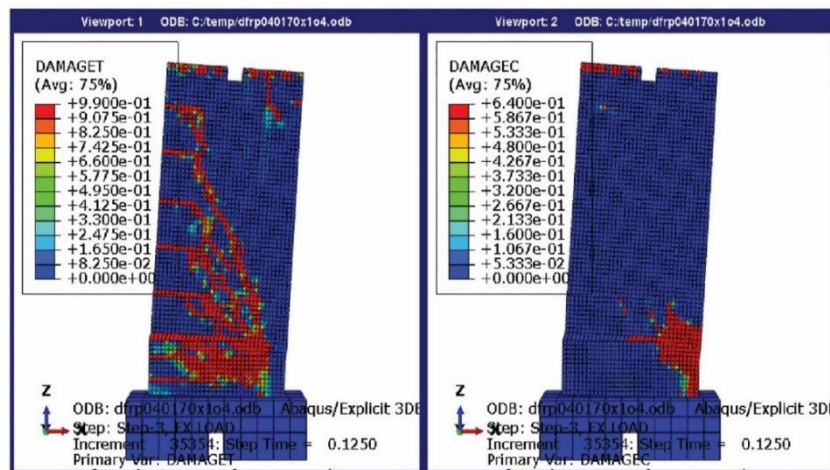 Viewport: 1 ODB: C:/temp/dfrp040170x1o4.odb
DAMAGET
(Avg: 75%)
+9.900e-01
+9.075e-01
+8.250e-01
+7.425e-01
+6.600e-01
+5.775e-01
+4.950e-01
+4.125e-01
+3.300e-01
+2.475e-01
+1.650e-01
+8.250e-02
+0.000e+00
Z
X
ODB: dfrp040170x1o4.odb Abaqus/Explicit 3DE
Step: Step-3, EX LOAD
Increment 35354: Step Time = 0.1250
Primary Var: DAMAGET
Viewport: 2 ODB: C:/temp/dfrp040170x1o4.odb
DAMAGEC
(Avg: 75%)
+6.400e-01
+5.867e-01
+5.333e-01
+4.800e-01
+4.267e-01
+3.733e-01
+3.200e-01
+2.667e-01
+2.133e-01
+1.600e-01
+1.067e-01
+5.333e-02
+0.000e+00
Z
X
ODB: dfrp040170x1o4.odb Abaqus/Explicit 3DE
Step: Step-3, EX LOAD
Increment 35354: Step Time = 0.1250
Primary Var: DAMAGEC